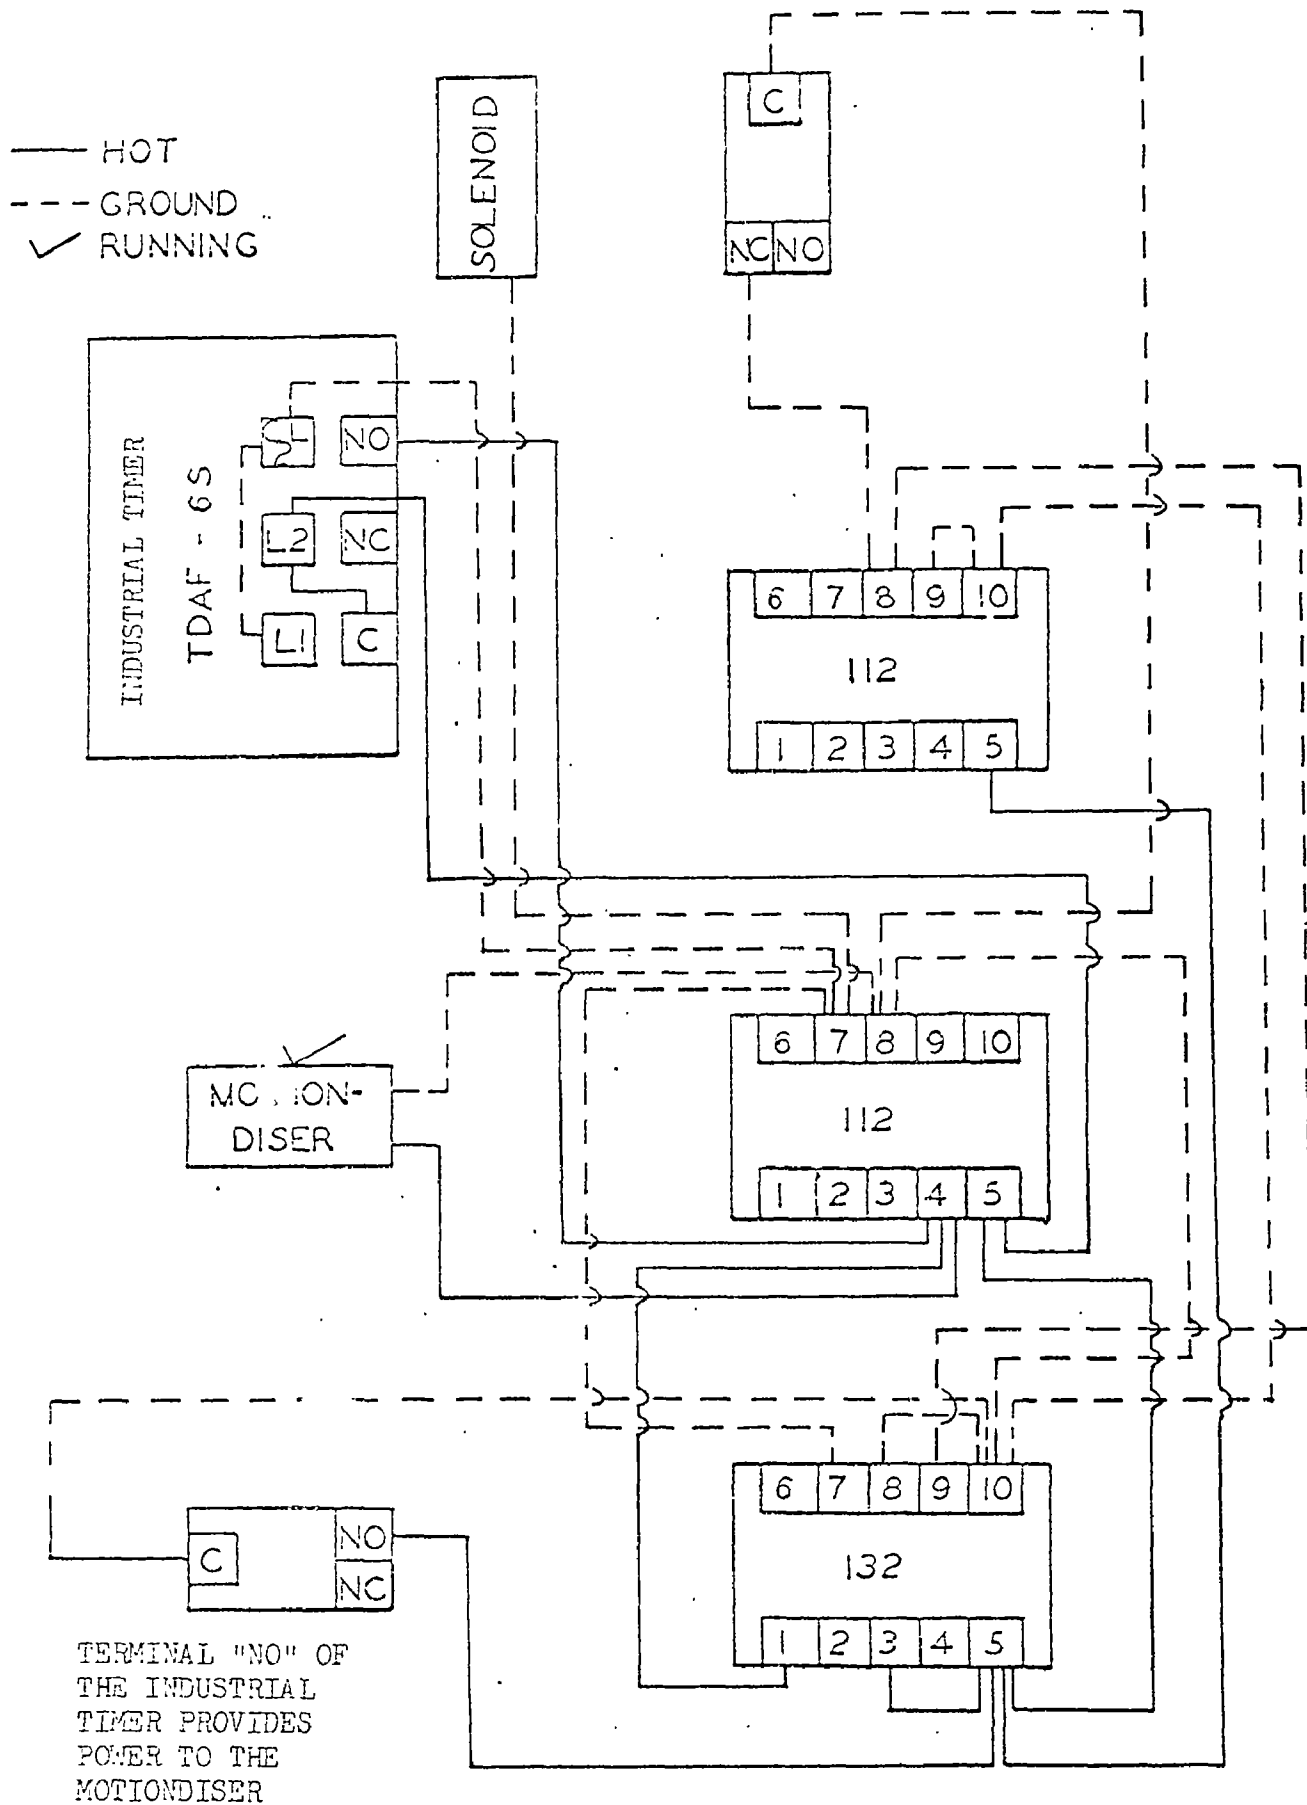 HOT
GROUND
RUNNING
SOLENOID
C
NC NO
INDUSTRIAL TIMER
TDAF - 6S
NO
L2 NC
L1 C
6 7 8 9 10
112
1 2 3 4 5
6 7 8 9 10
112
1 2 3 4 5
DISER
6 7 8 9 10
132
1 2 3 4 5
C
NO
NC
TERMINAL "NO" OF
THE INDUSTRIAL
TIMER PROVIDES
POWER TO THE
MOTIONDISER